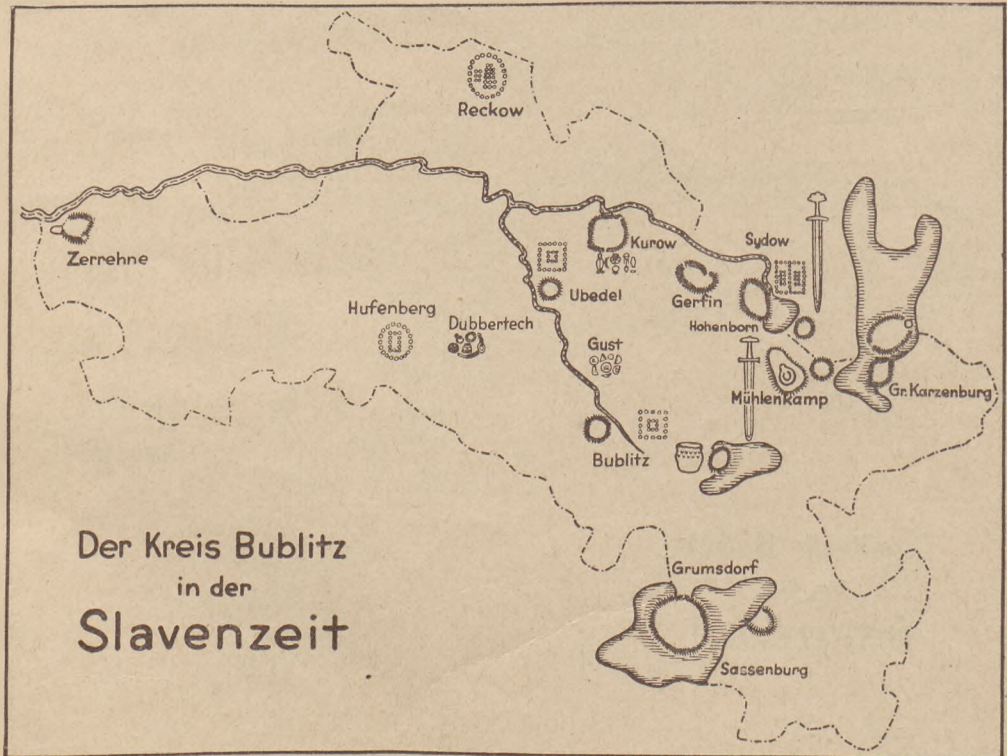 Reckow
Zerrehne
Kurow
Sydow
Ubedel
Gerfin
Hufenberg
Dubbertech
Hohenborn
Gust
Mühlenkamp
Gr. Karzenburg
Bublitz
Der Kreis Bublitz
in der
Slavenzeit
Grumsdorf
Sassenburg